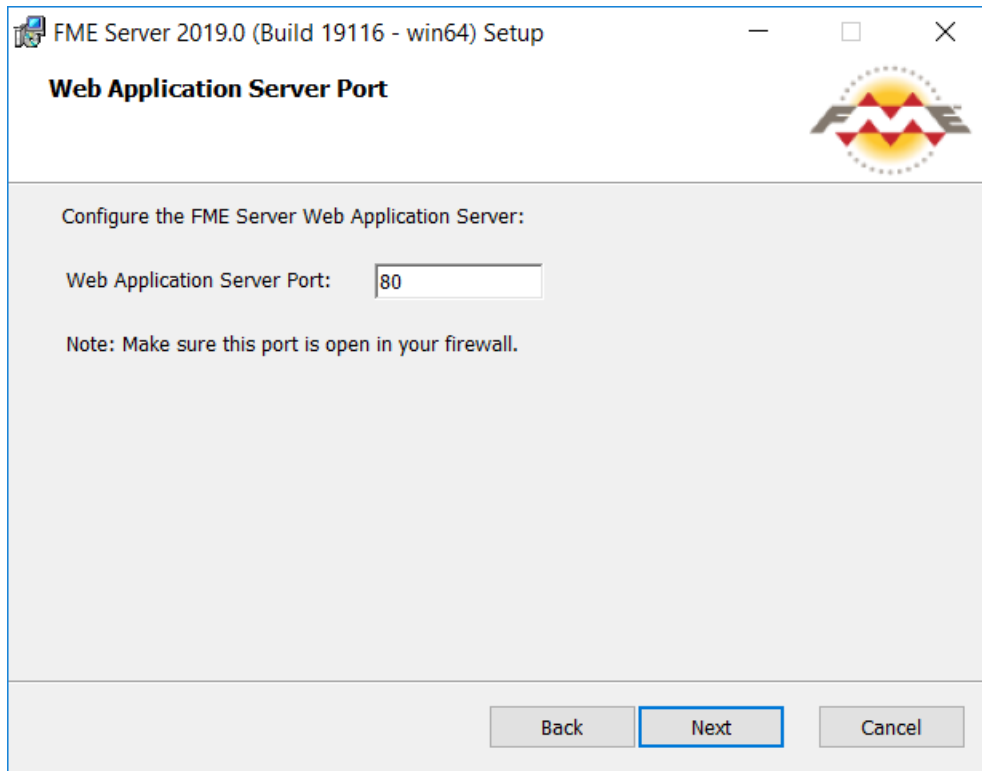 FME Server 2019.0 (Build 19116 - win64) Setup
Web Application Server Port
FME
Configure the FME Server Web Application Server:
Web Application Server Port: 80
Note: Make sure this port is open in your firewall.
Back Next Cancel